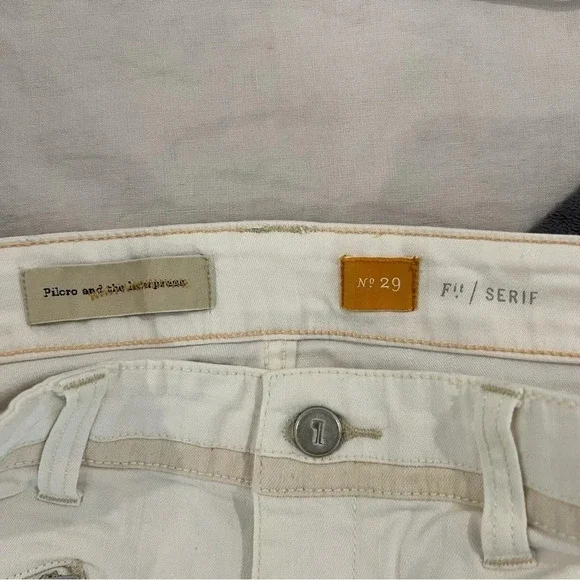 Pilcro and the letterpress
Nº 29
Fit / SERIF
1